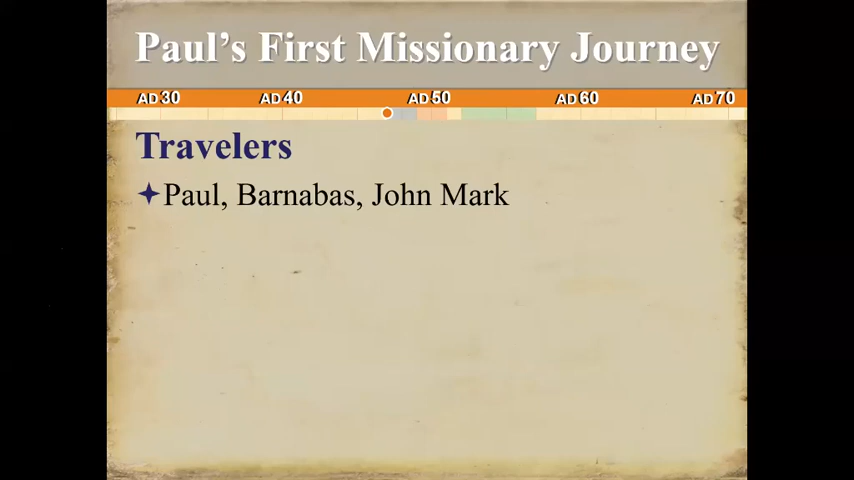 Paul's First Missionary Journey
AD 30 AD 40 AD 50 AD 60 AD 70
Travelers
Paul, Barnabas, John Mark